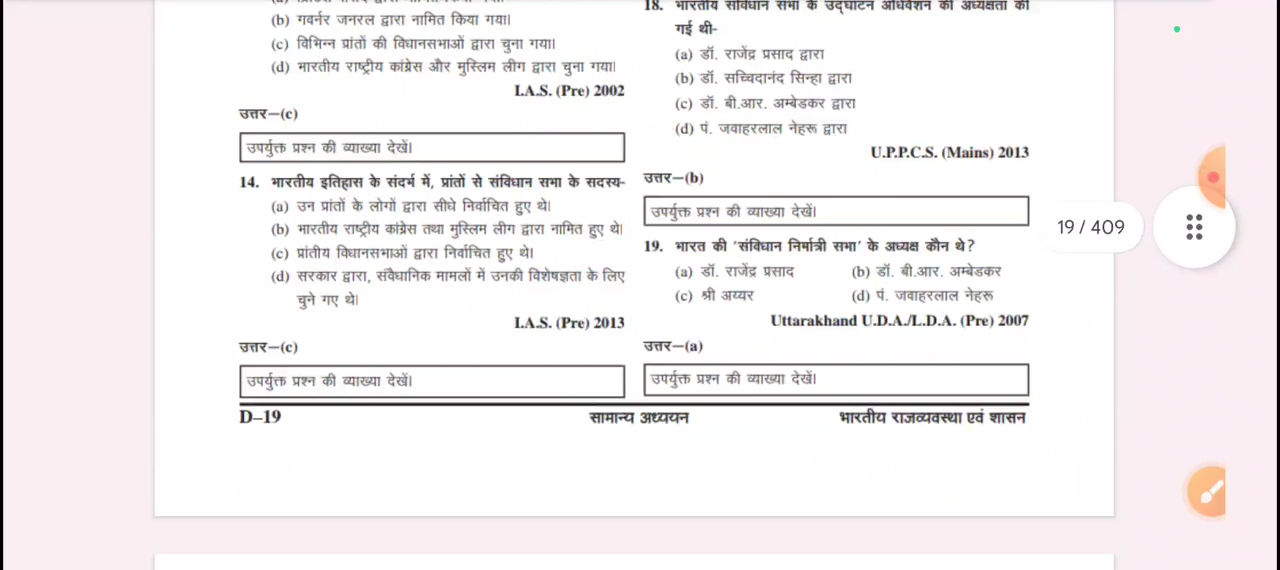 (b) गवर्नर जनरल द्वारा नामित किया गया।
(c) विभिन्न प्रांतों की विधानसभाओं द्वारा चुना गया।
(d) भारतीय राष्ट्रीय कांग्रेस और मुस्लिम लीग द्वारा चुना गया।
I.A.S. (Pre) 2002
उत्तर—(c)
उपर्युक्त प्रश्न की व्याख्या देखें।
14. भारतीय इतिहास के संदर्भ में, प्रांतों से संविधान सभा के सदस्य-
(a) उन प्रांतों के लोगों द्वारा सीधे निर्वाचित हुए थे।
(b) भारतीय राष्ट्रीय कांग्रेस तथा मुस्लिम लीग द्वारा नामित हुए थे।
(c) प्रांतीय विधानसभाओं द्वारा निर्वाचित हुए थे।
(d) सरकार द्वारा, संवैधानिक मामलों में उनकी विशेषज्ञता के लिए
चुने गए थे।
I.A.S. (Pre) 2013
उत्तर—(c)
उपर्युक्त प्रश्न की व्याख्या देखें।
18. भारतीय संविधान सभा के उद्घाटन अधिवेशन की अध्यक्षता की
गई थी-
(a) डॉ. राजेंद्र प्रसाद द्वारा
(b) डॉ. सच्चिदानंद सिन्हा द्वारा
(c) डॉ. बी.आर. अम्बेडकर द्वारा
(d) पं. जवाहरलाल नेहरू द्वारा
U.P.P.C.S. (Mains) 2013
उत्तर—(b)
उपर्युक्त प्रश्न की व्याख्या देखें।
19. भारत की ‘संविधान निर्मात्री सभा’ के अध्यक्ष कौन थे?
(a) डॉ. राजेंद्र प्रसाद (b) डॉ. बी.आर. अम्बेडकर
(c) श्री अय्यर (d) पं. जवाहरलाल नेहरू
Uttarakhand U.D.A./L.D.A. (Pre) 2007
उत्तर—(a)
उपर्युक्त प्रश्न की व्याख्या देखें।
D–19 सामान्य अध्ययन भारतीय राजव्यवस्था एवं शासन
19 / 409